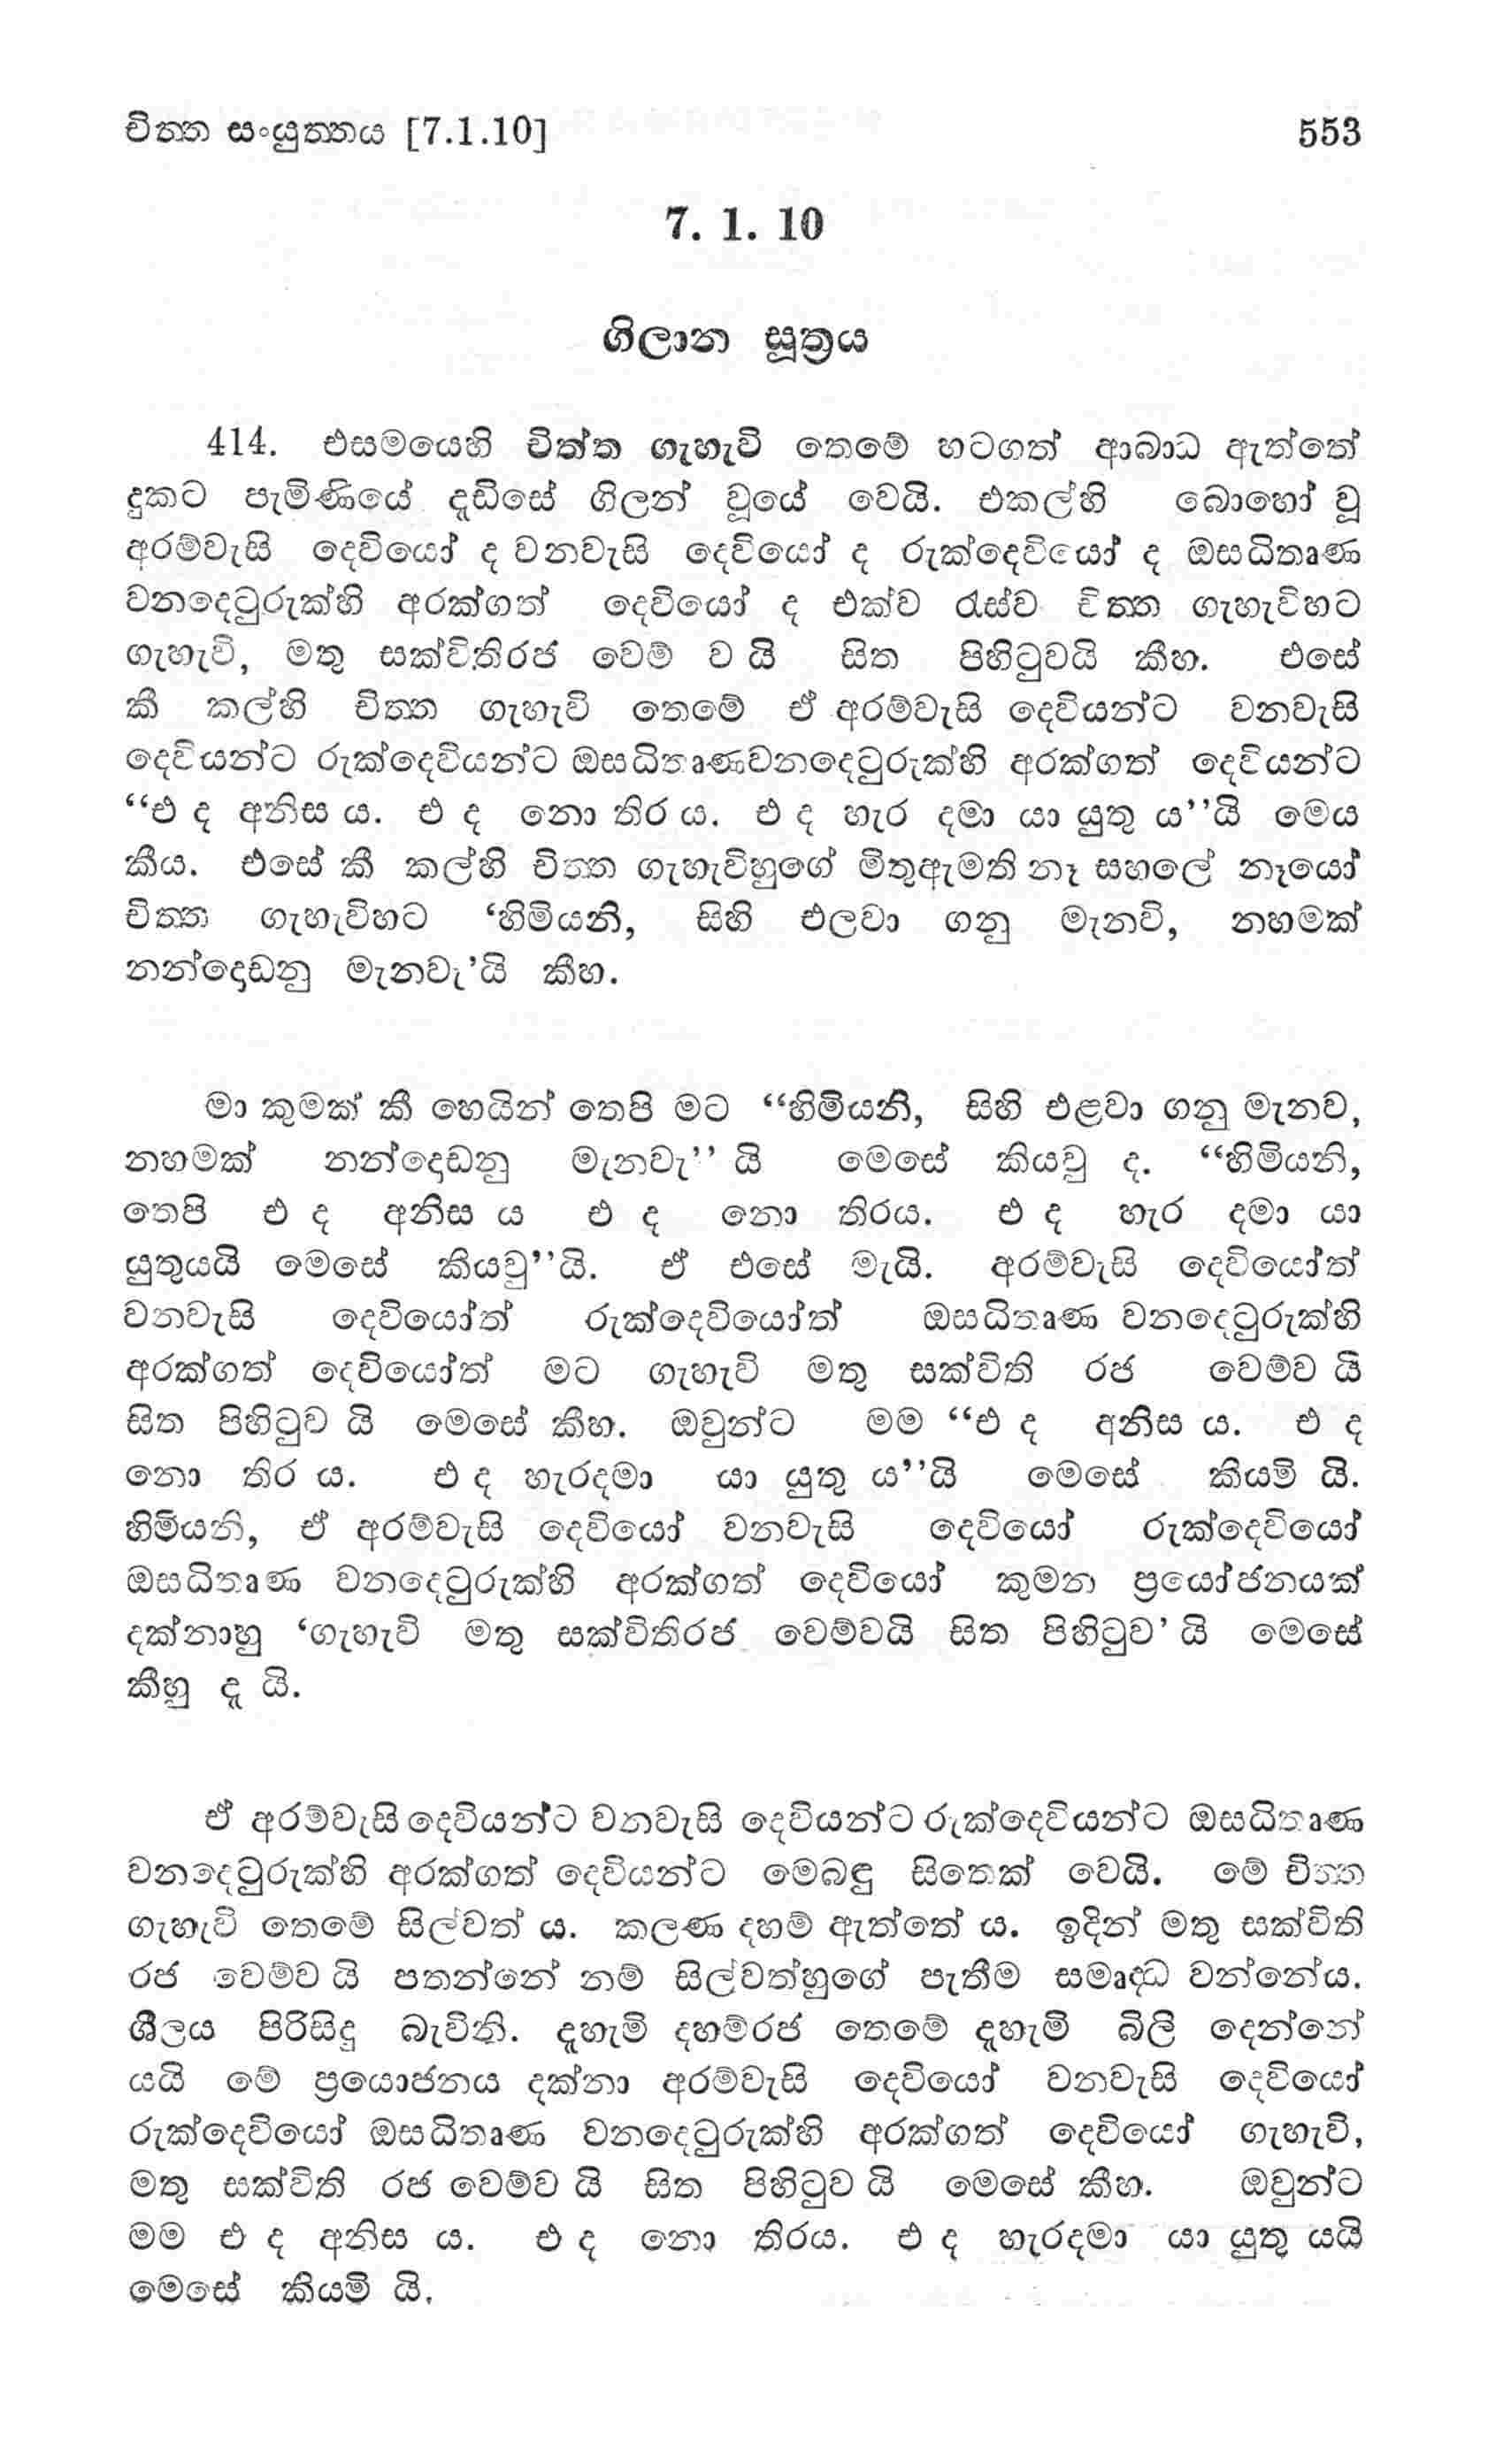 චිත්ත සංයුත්තය [7.1.10] 553
7. 1. 10
ගිලාන සූත්‍රය
414. එසමයෙහි චිත්ත ගැහැවි තෙමේ හටගත් ආබාධ ඇත්තේ
දුකට පැමිණියේ දැඩිසේ ගිලන් වූයේ වෙයි. එකල්හි බොහෝ වූ
අරම්වැසි දෙවියෝ ද වනවැසි දෙවියෝ ද රුක්දෙවියෝ ද ඔසධිතෘණ
වනදෙටුරුක්හි අරක්ගත් දෙවියෝ ද එක්ව රැස්ව චිත්ත ගැහැවිහට
ගැහැවි, මතු සක්විතිරජ වෙම් ව යි සිත පිහිටුවයි කීහ. එසේ
කී කල්හි චිත්ත ගැහැවි තෙමේ ඒ අරම්වැසි දෙවියන්ට වනවැසි
දෙවියන්ට රුක්දෙවියන්ට ඔසධිතෘණවනදෙටුරුක්හි අරක්ගත් දෙවියන්ට
“එ ද අනිස ය. එ ද නො තිර ය. එ ද හැර දමා යා යුතු ය’’යි මෙය
කීය. එසේ කී කල්හි චිත්ත ගැහැවිහුගේ මිතුඇමති නෑ සහලේ නෑයෝ
චිත්ත ගැහැවිහට ‘හිමියනි, සිහි එලවා ගනු මැනවි, නහමක්
නන්දොඩනු මැනවැ’යි කීහ.
මා කුමක් කී හෙයින් තෙපි මට “හිමියනි, සිහි එළවා ගනු මැනව,
නහමක් නන්දොඩනු මැනවැ’’ යි මෙසේ කියවු ද. “හිමියනි,
තෙපි එ ද අනිස ය එ ද නො තිරය. එ ද හැර දමා යා
යුතුයයි මෙසේ කියවු’’යි. ඒ එසේ මැයි. අරම්වැසි දෙවියෝත්
වනවැසි දෙවියෝත් රුක්දෙවියෝත් ඔසධිතෘණ වනදෙටුරුක්හි
අරක්ගත් දෙවියෝත් මට ගැහැවි මතු සක්විති රජ වෙම්ව යි
සිත පිහිටුව යි මෙසේ කීහ. ඔවුන්ට මම “එ ද අනිස ය. එ ද
නො තිර ය. එ ද හැරදමා යා යුතු ය’’යි මෙසේ කියමි යි.
හිමියනි, ඒ අරම්වැසි දෙවියෝ වනවැසි දෙවියෝ රුක්දෙවියෝ
ඔසධිතෘණ වනදෙටුරුක්හි අරක්ගත් දෙවියෝ කුමන ප්‍රයෝජනයක්
දක්නාහු ‘ගැහැවි මතු සක්විතිරජ වෙම්වයි සිත පිහිටුව’ යි මෙසේ
කීහු දැ යි.
ඒ අරම්වැසි දෙවියන්ට වනවැසි දෙවියන්ට රුක්දෙවියන්ට ඔසධිතෘණ
වනදෙටුරුක්හි අරක්ගත් දෙවියන්ට මෙබඳු සිතෙක් වෙයි. මේ චිත්ත
ගැහැවි තෙමේ සිල්වත් ය. කලණ දහම් ඇත්තේ ය. ඉදින් මතු සක්විති
රජ වෙම්ව යි පතන්නේ නම් සිල්වත්හුගේ පැතීම සමෘද්ධ වන්නේය.
ශීලය පිරිසිදු බැවිනි. දැහැමි දහම්රජ තෙමේ දැහැමි බිලි දෙන්නේ
යයි මේ ප්‍රයොජනය දක්නා අරම්වැසි දෙවියෝ වනවැසි දෙවියෝ
රුක්දෙවියෝ ඔසධිතෘණ වනදෙටුරුක්හි අරක්ගත් දෙවියෝ ගැහැවි,
මතු සක්විති රජ වෙම්ව යි සිත පිහිටුව යි මෙසේ කීහ. ඔවුන්ට
මම එ ද අනිස ය. එ ද නො තිරය. එ ද හැරදමා යා යුතු යයි
මෙසේ කියමි යි.